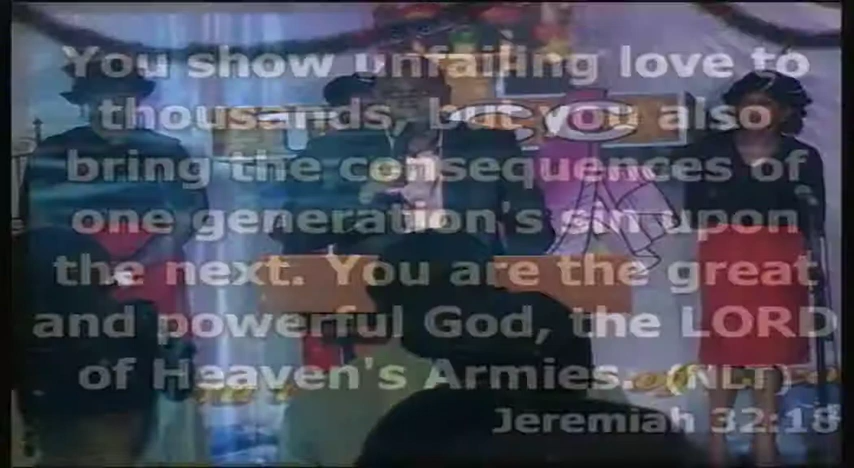 You show unfailing love to
thousands, but you also
bring the consequences of
one generation's sin upon
the next. You are the great
and powerful God, the LORD
of Heaven's Armies. (NLT)
Jeremiah 32:18